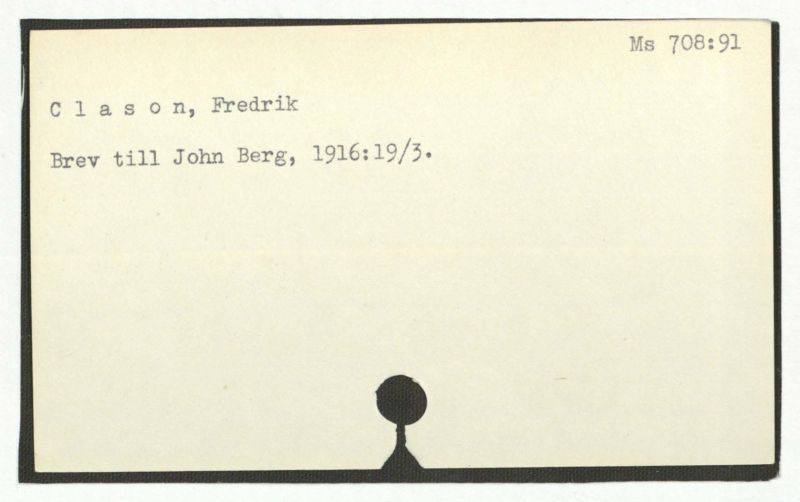 Ms 708:91
C l a s o n, Fredrik
Brev till John Berg, 1916:19/3.